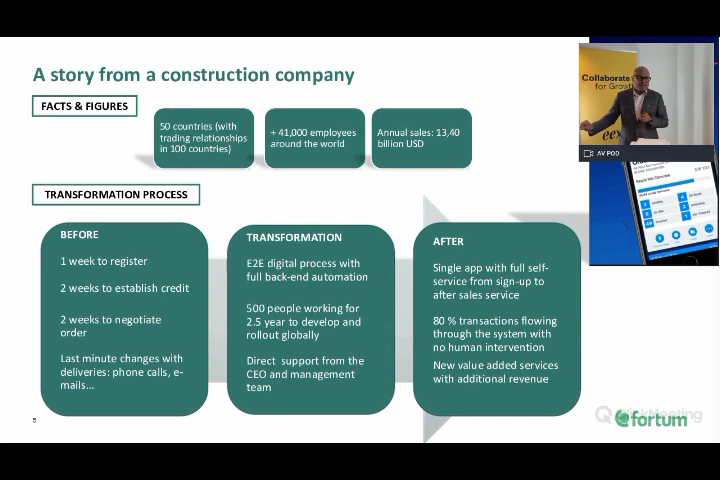 A story from a construction company
FACTS & FIGURES
50 countries (with
trading relationships
in 100 countries)
+ 41,000 employees
around the world
Annual sales: 13,40
billion USD
Collaborate
for Growth
AV POD
TRANSFORMATION PROCESS
BEFORE
1 week to register
2 weeks to establish credit
2 weeks to negotiate
order
Last minute changes with
deliveries: phone calls, e-
mails...
TRANSFORMATION
E2E digital process with
full back-end automation
500 people working for
2.5 year to develop and
rollout globally
Direct support from the
CEO and management
team
AFTER
Single app with full self-
service from sign-up to
after sales service
80 % transactions flowing
through the system with
no human intervention
New value added services
with additional revenue
5
ClickMeeting
fortum